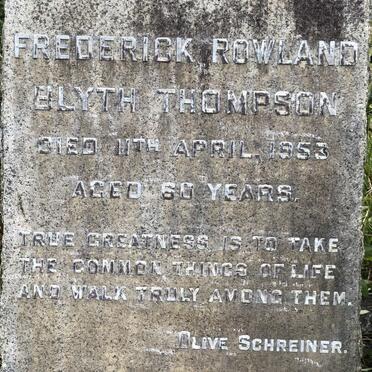 FREDERICK ROWLAND
BLYTH THOMPSON
DIED 11TH APRIL, 1953
AGED 60 YEARS.
TRUE GREATNESS IS TO TAKE
THE COMMON THINGS OF LIFE
AND WALK TRULY AMONG THEM.
OLIVE SCHREINER.